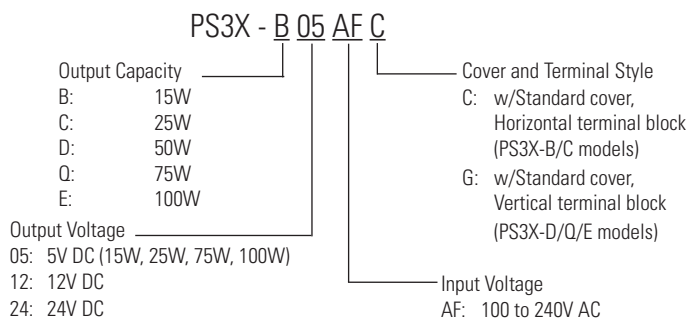 PS3X - B 05 AF C
Output Capacity
B: 15W
C: 25W
D: 50W
Q: 75W
E: 100W
Output Voltage
05: 5V DC (15W, 25W, 75W, 100W)
12: 12V DC
24: 24V DC
Cover and Terminal Style
C: w/Standard cover,
Horizontal terminal block
(PS3X-B/C models)
G: w/Standard cover,
Vertical terminal block
(PS3X-D/Q/E models)
Input Voltage
AF: 100 to 240V AC